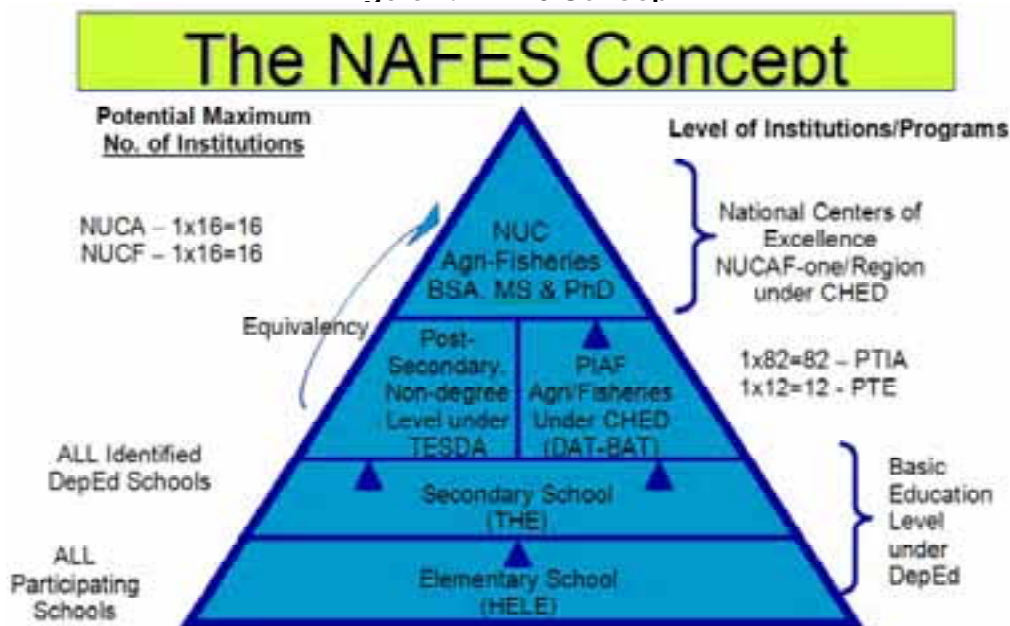 The NAFES Concept
Potential Maximum
No. of Institutions
Level of Institutions/Programs
NUCA – 1x16=16
NUCF – 1x16=16
NUC
Agri-Fisheries
BSA, MS & PhD
National Centers of
Excellence
NUCAF-one/Region
under CHED
Equivalency
Post-
Secondary,
Non-degree
Level under
TESDA
PIAF
Agri/Fisheries
Under CHED
(DAT-BAT)
1x82=82 – PTIA
1x12=12 - PTE
ALL Identified
DepEd Schools
Secondary School
(THE)
Basic
Education
Level
under
DepEd
ALL
Participating
Schools
Elementary School
(HELE)